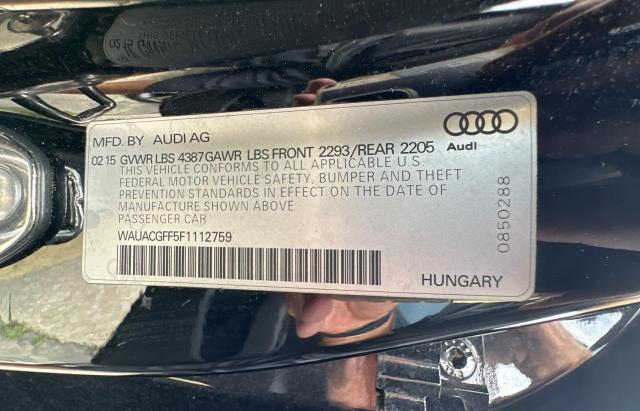 MFD. BY AUDI AG
02 15 GVWR LBS 4387 GAWR LBS FRONT 2293/REAR 2205
THIS VEHICLE CONFORMS TO ALL APPLICABLE U.S.
FEDERAL MOTOR VEHICLE SAFETY, BUMPER AND THEFT
PREVENTION STANDARDS IN EFFECT ON THE DATE OF
MANUFACTURE SHOWN ABOVE
PASSENGER CAR
WAUACGFF5F1112759
Audi
0850288
HUNGARY